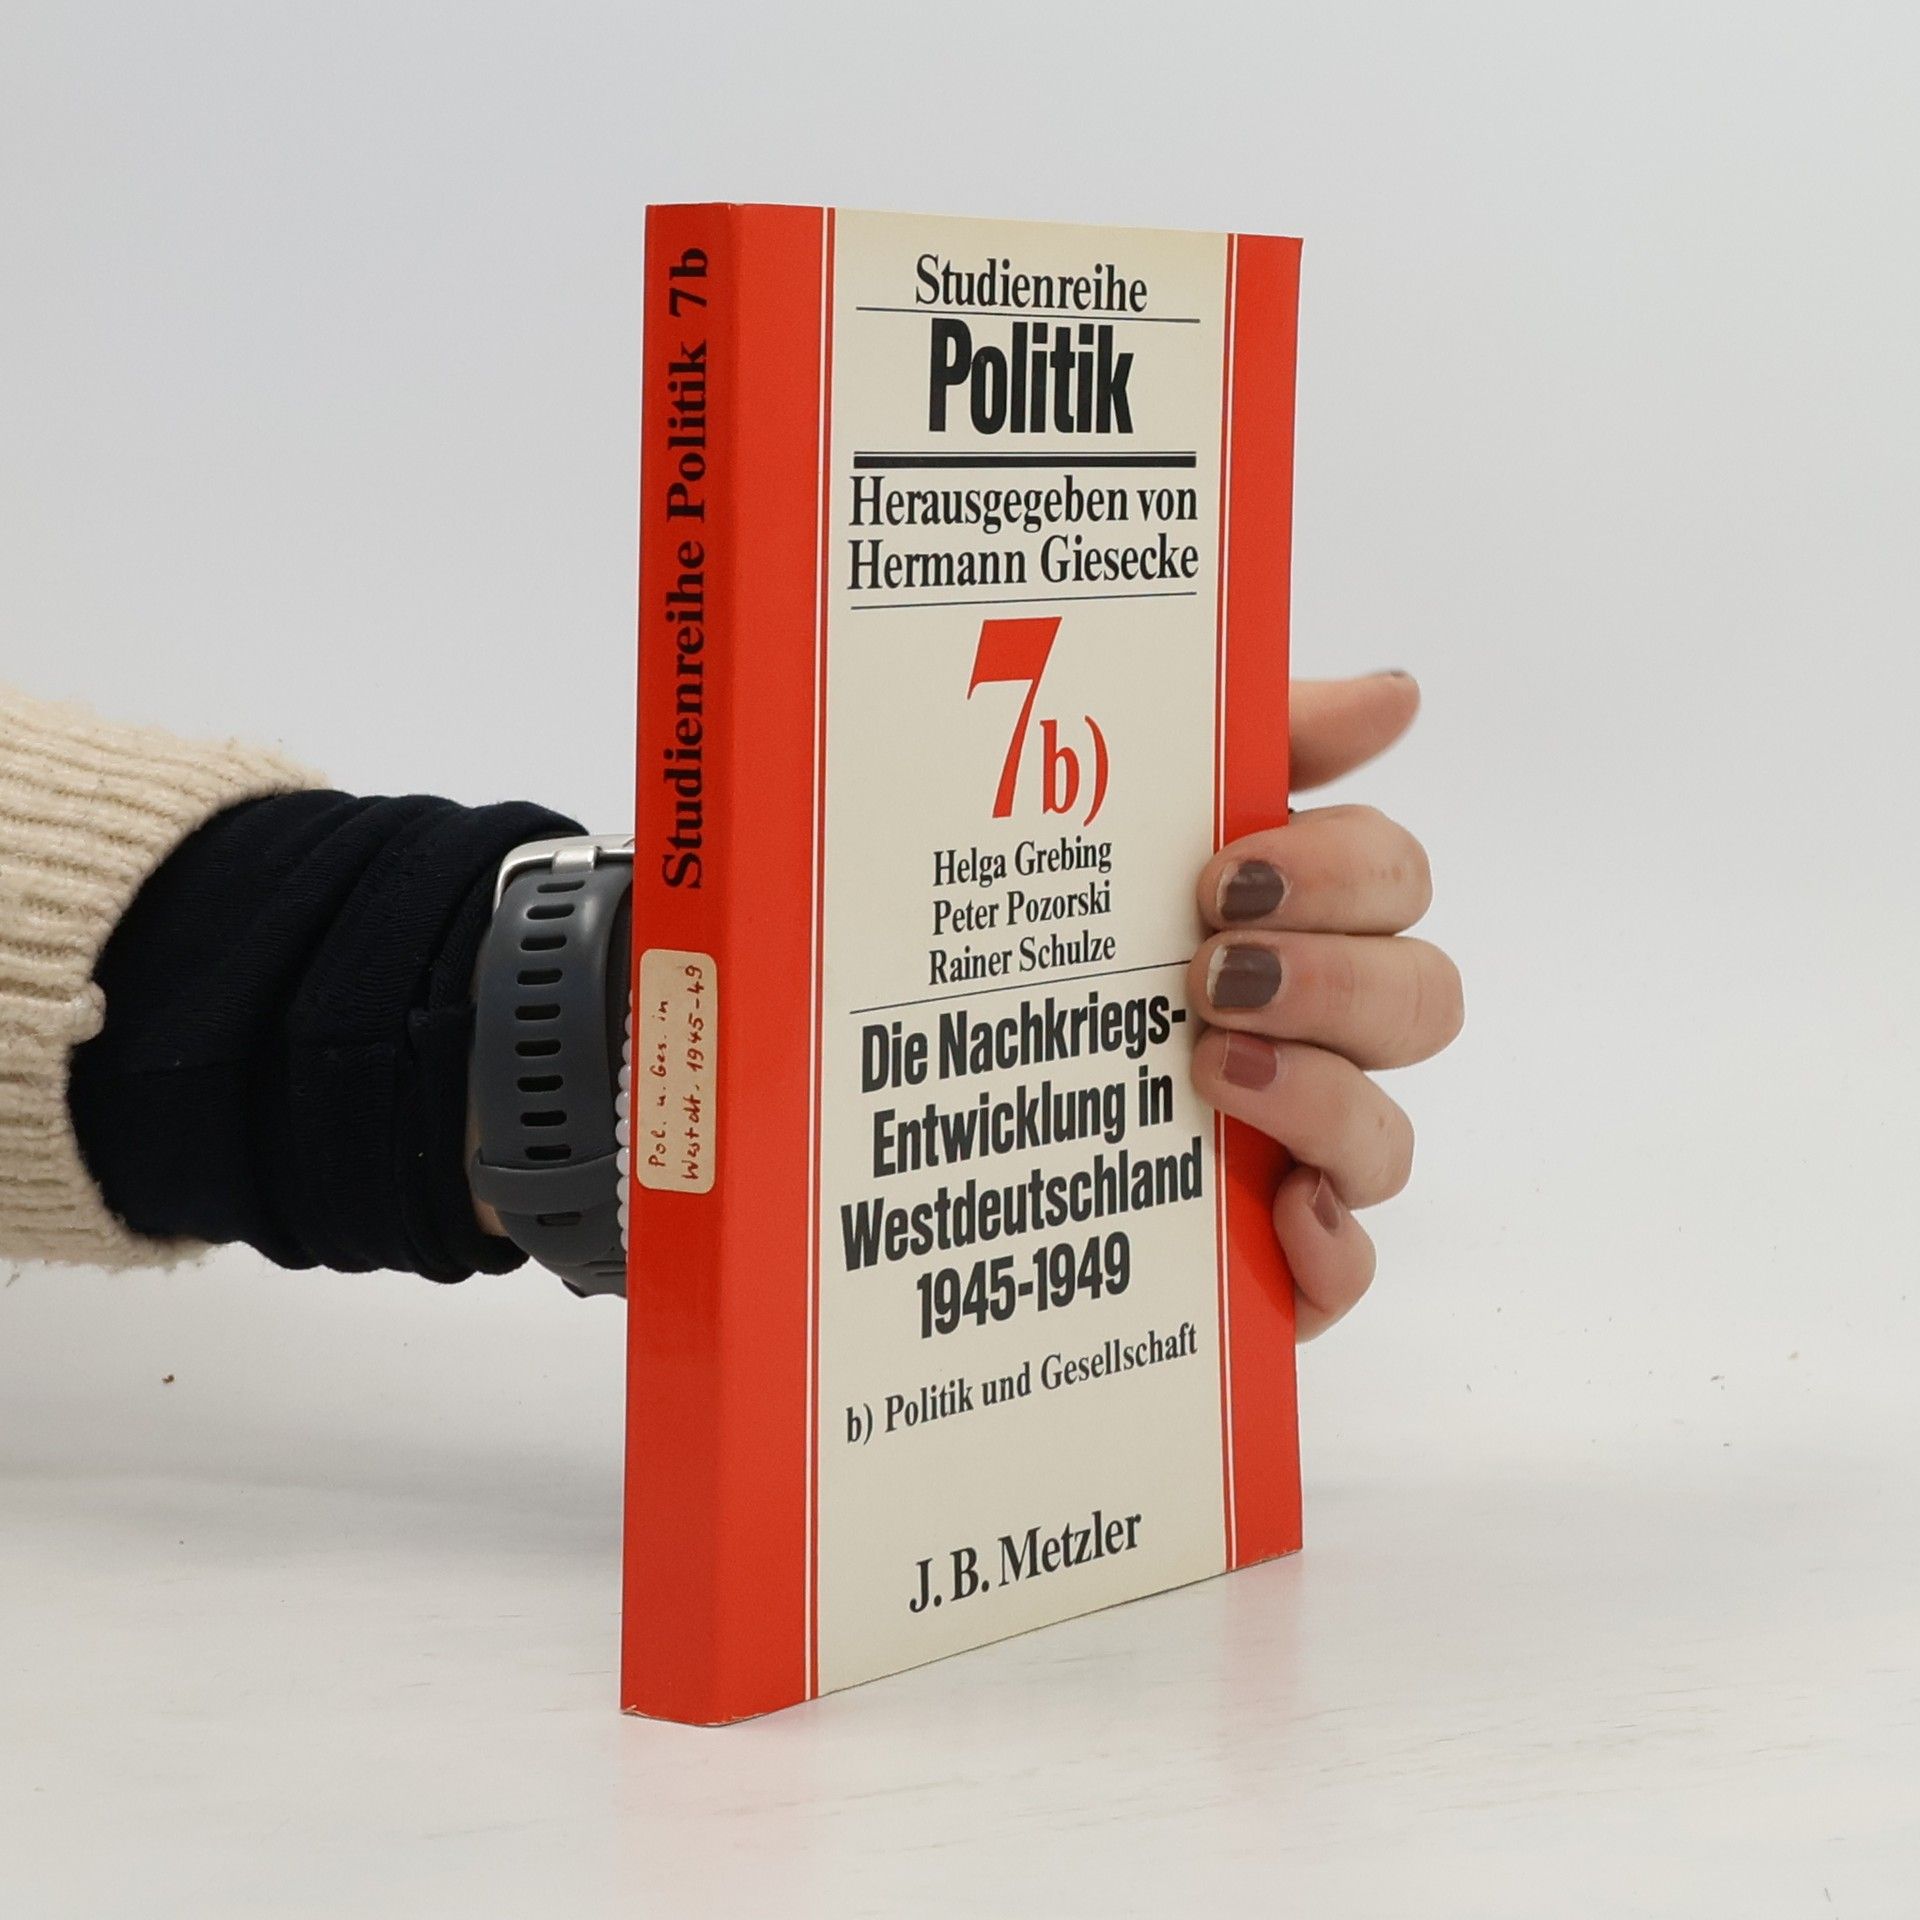 Studienreihe Politik 7b
Pol. u. Ges. in
Westdt. 1945-49
Studienreihe
Politik
Herausgegeben von
Hermann Giesecke
7b)
Helga Grebing
Peter Pozorski
Rainer Schulze
Die Nachkriegs-
Entwicklung in
Westdeutschland
1945-1949
b) Politik und Gesellschaft
J. B. Metzler